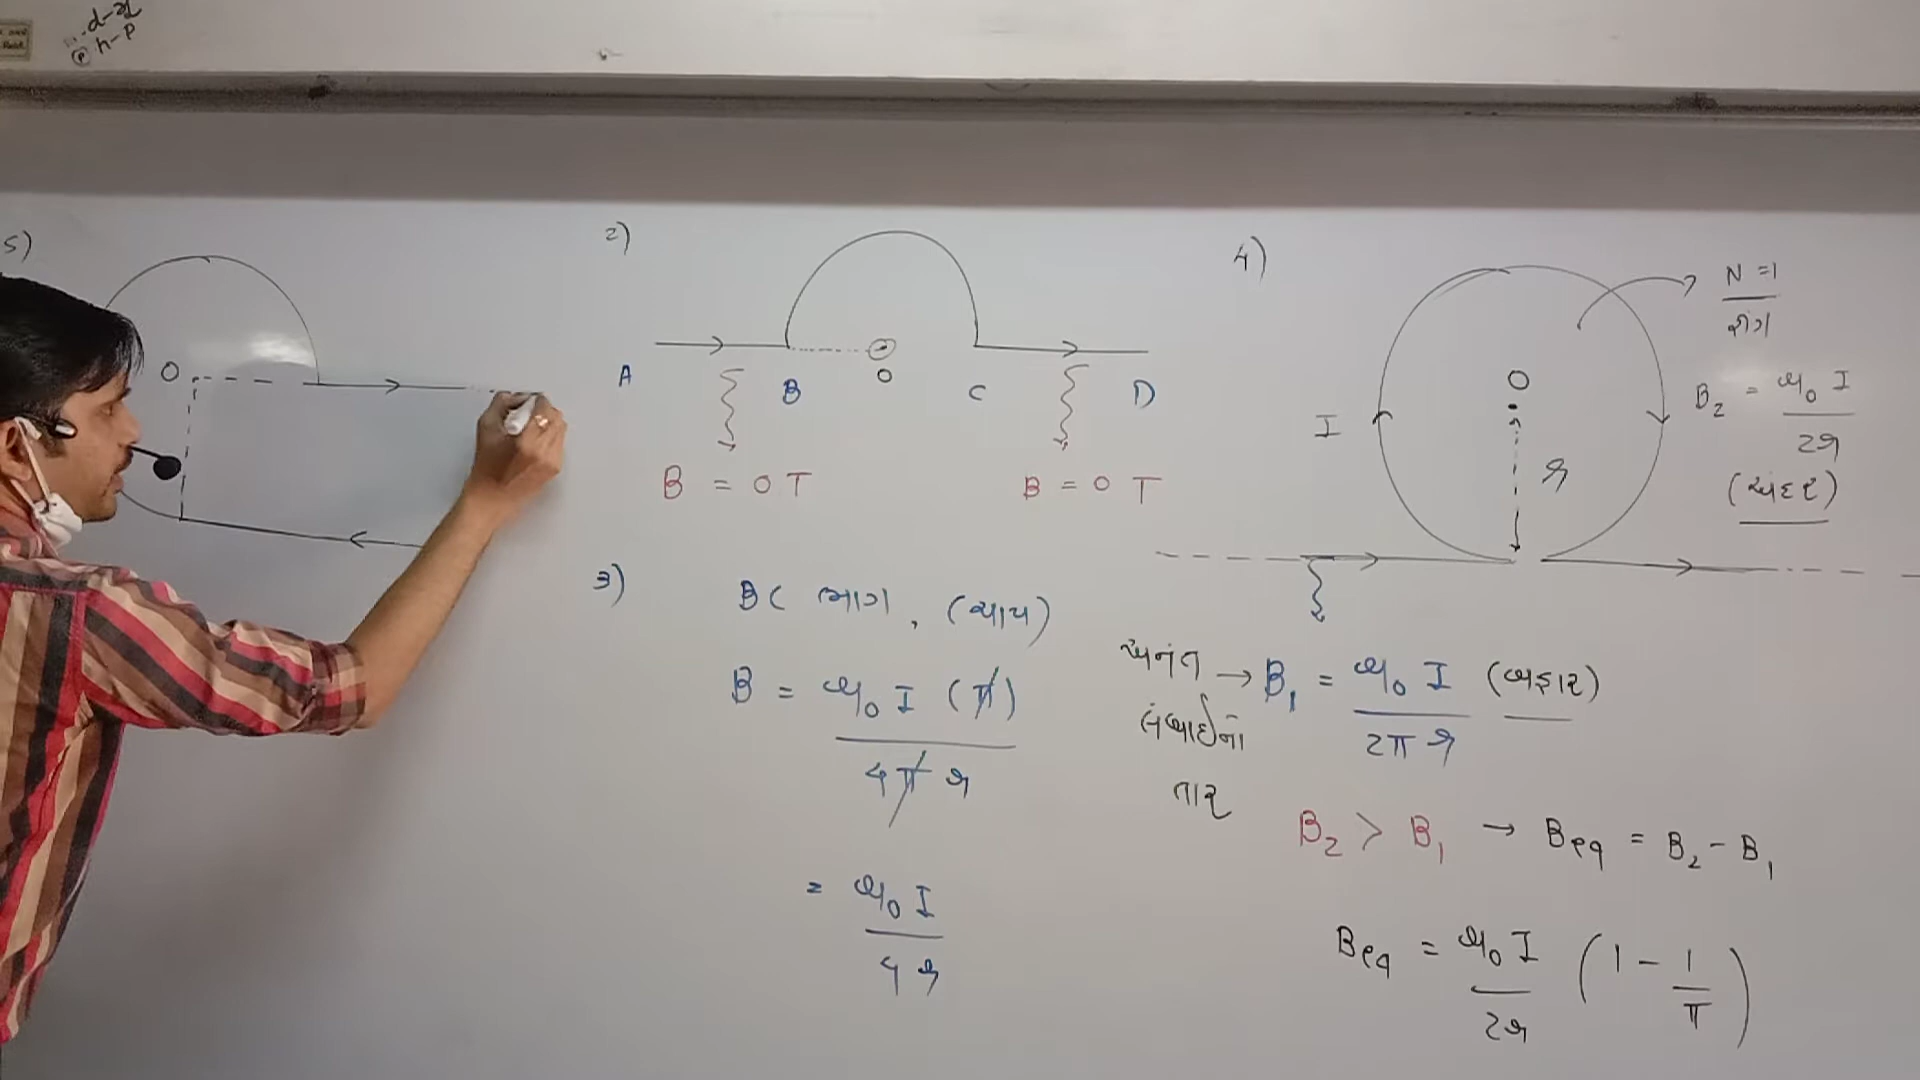 d-સ્
n-p
5)
O
2)
A
B
O
C
D
B = 0 T
B = 0 T
3)
BC ભાગ, (ચાપ)
B = μ₀ I (π) / 4π r
= μ₀ I / 4 r
4)
N = 1
રીંગ
O
I
r
B₂ = μ₀ I / 2r
(અંદર)
અનંત લંબાઈના તાર → B₁ = μ₀ I / 2π r (બહાર)
B₂ > B₁ → Beq = B₂ - B₁
Beq = μ₀ I / 2r (1 - 1/π)